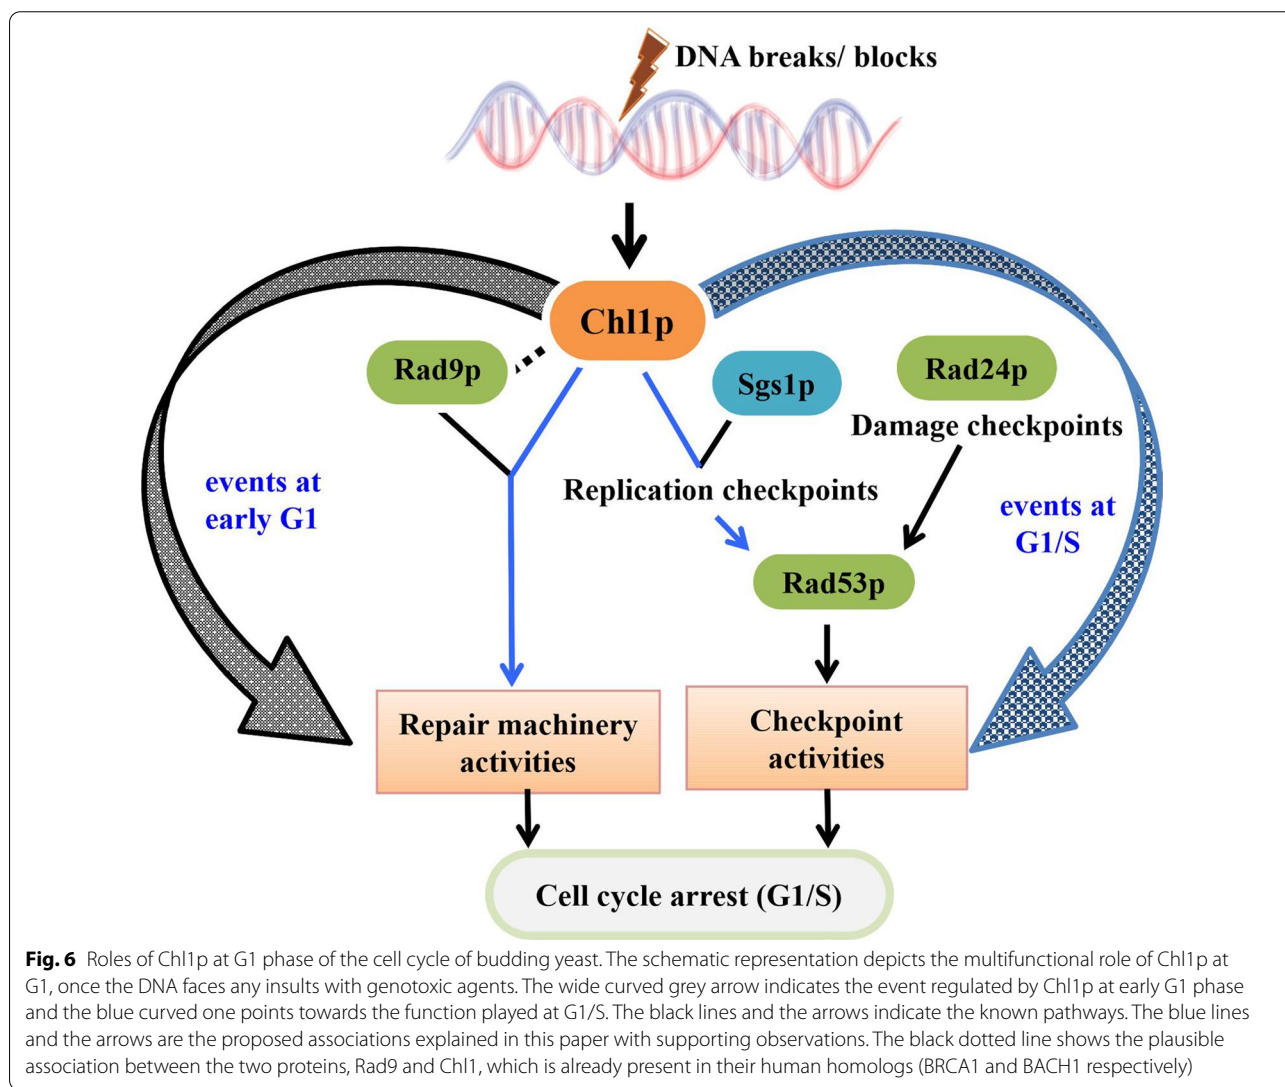 DNA breaks/ blocks
Chl1p
Rad9p
Sgs1p
Rad24p
Damage checkpoints
events at
early G1
Replication checkpoints
events at
G1/S
Rad53p
Repair machinery
activities
Checkpoint
activities
Cell cycle arrest (G1/S)
Fig. 6 Roles of Chl1p at G1 phase of the cell cycle of budding yeast. The schematic representation depicts the multifunctional role of Chl1p at
G1, once the DNA faces any insults with genotoxic agents. The wide curved grey arrow indicates the event regulated by Chl1p at early G1 phase
and the blue curved one points towards the function played at G1/S. The black lines and the arrows indicate the known pathways. The blue lines
and the arrows are the proposed associations explained in this paper with supporting observations. The black dotted line shows the plausible
association between the two proteins, Rad9 and Chl1, which is already present in their human homologs (BRCA1 and BACH1 respectively)